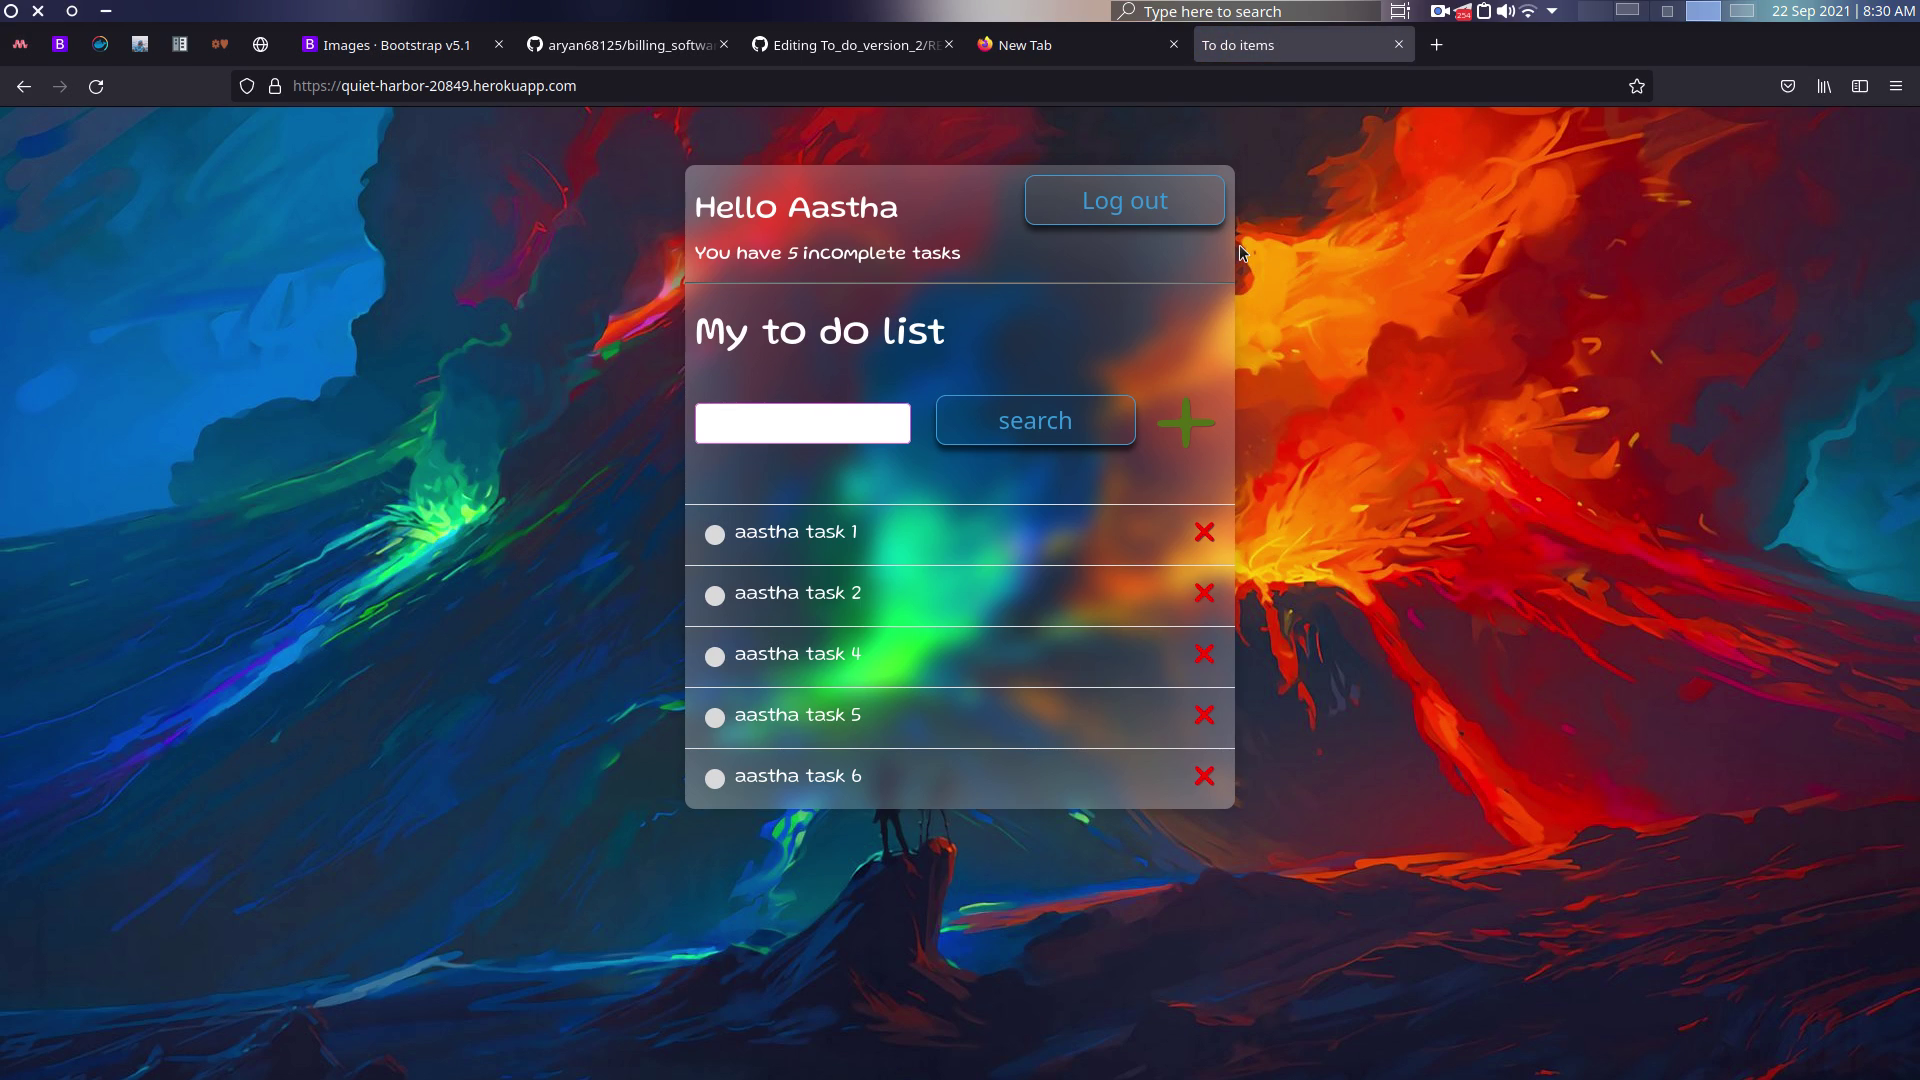 Type here to search
254
22 Sep 2021 | 8:30 AM
Images · Bootstrap v5.1
aryan68125/billing_softwa
Editing To_do_version_2/RE
New Tab
To do items
https://quiet-harbor-20849.herokuapp.com
Hello Aastha
Log out
You have 5 incomplete tasks
My to do list
search
aastha task 1
aastha task 2
aastha task 4
aastha task 5
aastha task 6